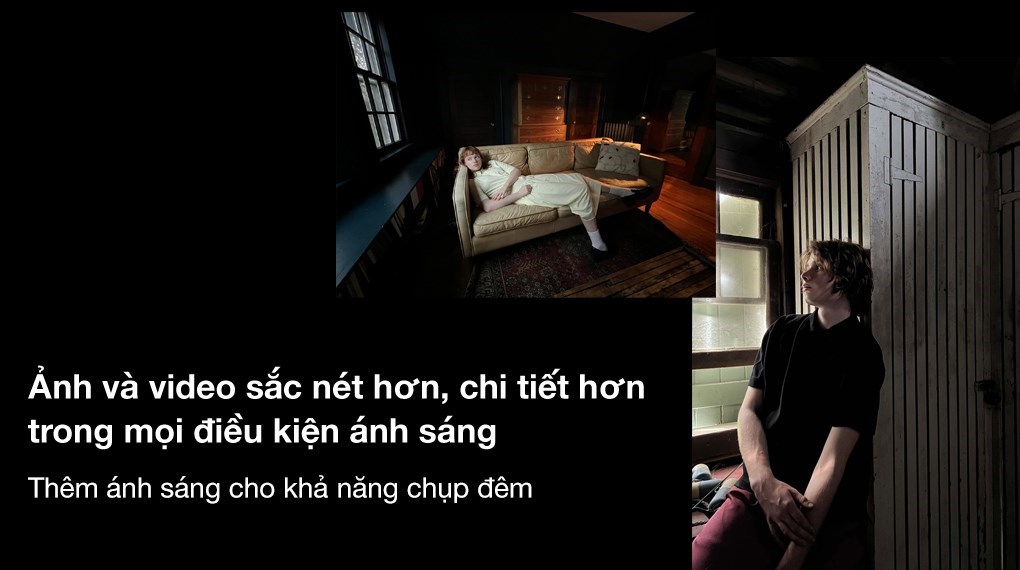 Ảnh và video sắc nét hơn, chi tiết hơn
trong mọi điều kiện ánh sáng
Thêm ánh sáng cho khả năng chụp đêm